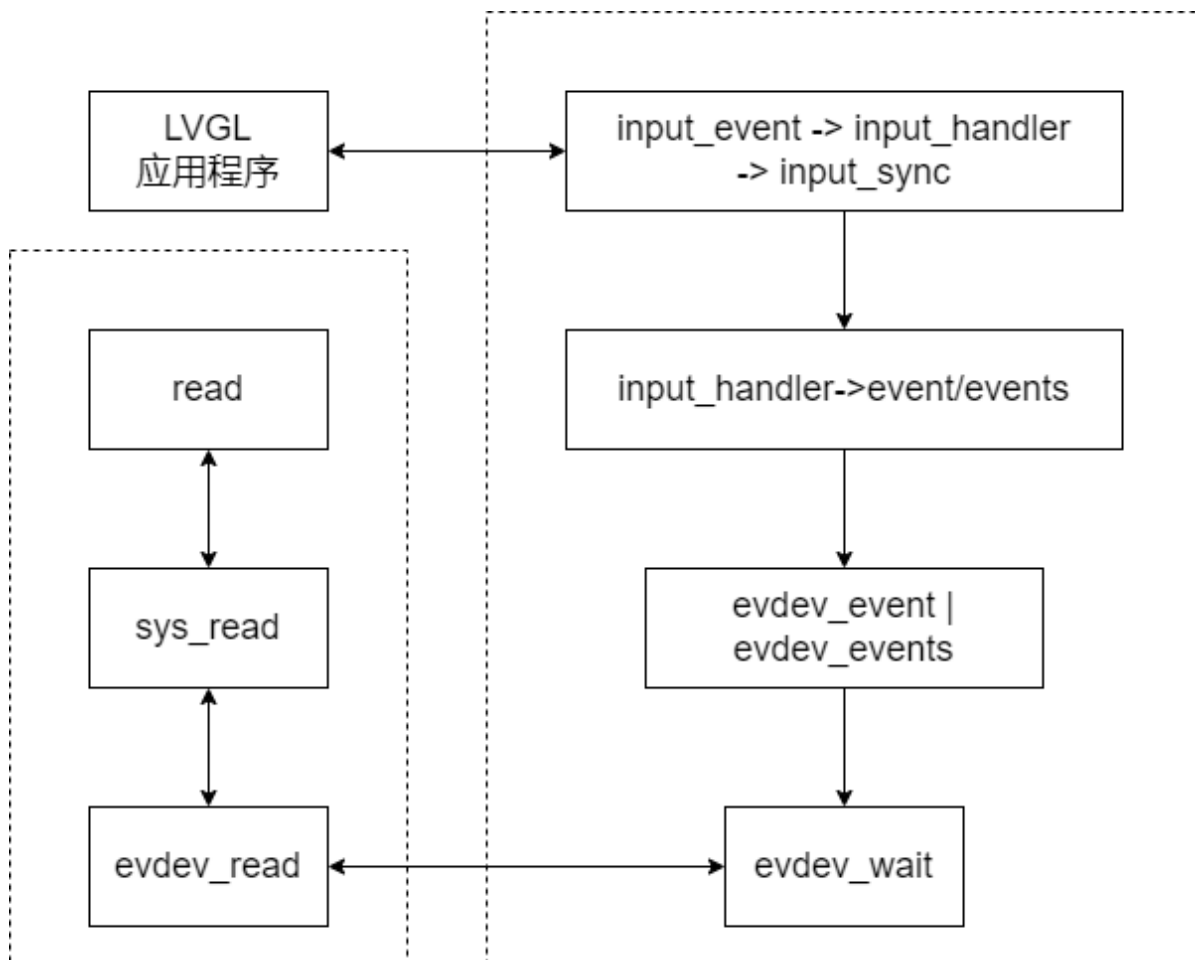 LVGL
应用程序
input_event -> input_handler
-> input_sync
read
input_handler->event/events
sys_read
evdev_event |
evdev_events
evdev_read
evdev_wait